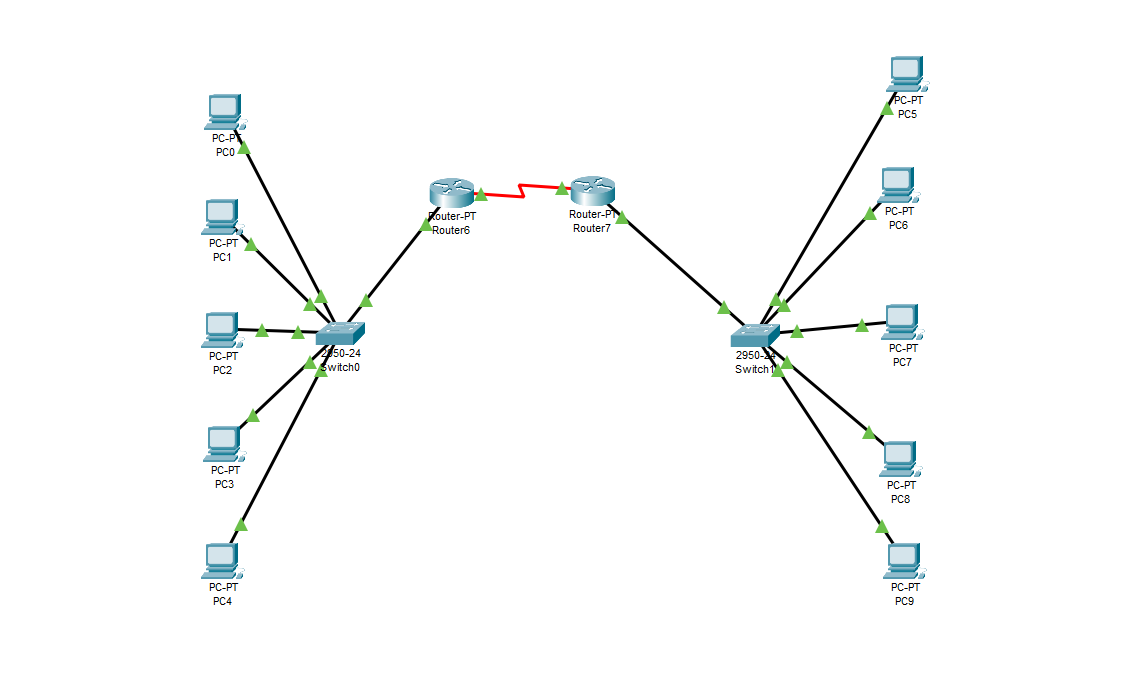 PC-PT
PC0
PC-PT
PC1
PC-PT
PC2
PC-PT
PC3
PC-PT
PC4
Router-PT
Router6
Router-PT
Router7
2950-24
Switch0
2950-24
Switch1
PC-PT
PC5
PC-PT
PC6
PC-PT
PC7
PC-PT
PC8
PC-PT
PC9